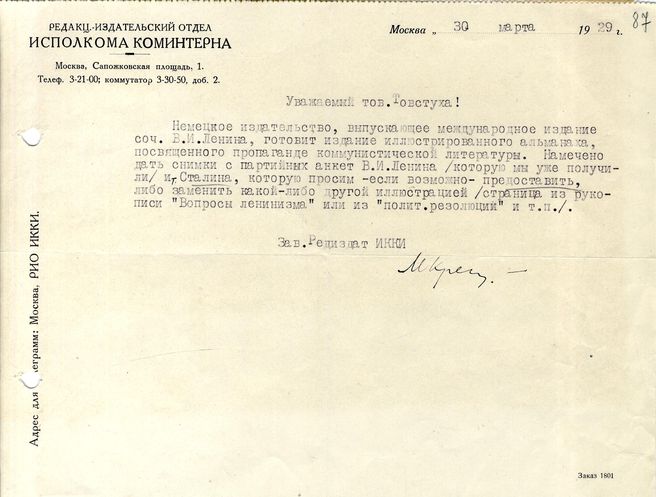 РЕДАКЦ.-ИЗДАТЕЛЬСКИЙ ОТДЕЛ
ИСПОЛКОМА КОМИНТЕРНА
Москва, Сапожковская площадь, 1.
Телеф. 3-21-00; коммутатор 3-30-50, доб. 2.
Москва „ 30 марта 1929 г.
87
Уважаемый тов.Товстуха!
Немецкое издательство, выпускающее международное издание
соч. В.И.Ленина, готовит издание иллюстрированного альманаха,
посвященного пропаганде коммунистической литературы. Намечено
дать снимки с партийных анкет В.И.Ленина /которую мы уже получи-
ли/ и Сталина, которую просим -если возможно- предоставить,
либо заменить какой-либо другой иллюстрацией /страница из руко-
писи "Вопросы ленинизма" или из "полит.резолюций" и т.п./.
Зав.Редиздат ИККИ
Адрес для телеграмм: Москва, РИО ИККИ.
Заказ 1801